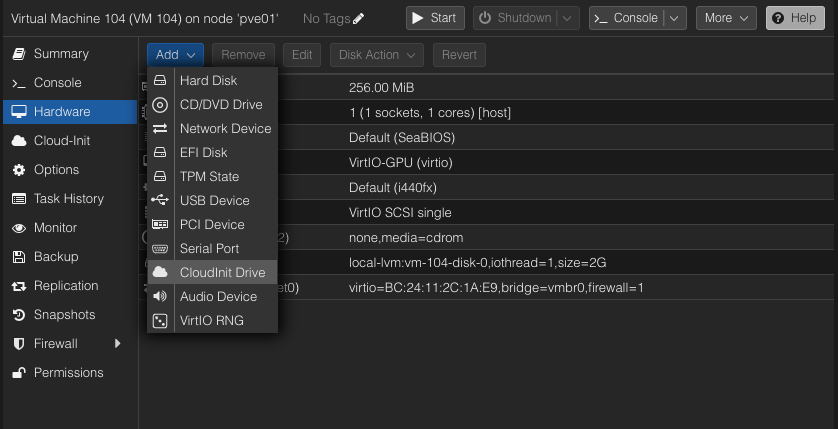 Virtual Machine 104 (VM 104) on node 'pve01' No Tags Start Shutdown Console More Help
Summary
Console
Hardware
Cloud-Init
Options
Task History
Monitor
Backup
Replication
Snapshots
Firewall
Permissions
Add Remove Edit Disk Action Revert
Hard Disk
CD/DVD Drive
Network Device
EFI Disk
TPM State
USB Device
PCI Device
Serial Port
CloudInit Drive
Audio Device
VirtIO RNG
256.00 MiB
1 (1 sockets, 1 cores) [host]
Default (SeaBIOS)
VirtIO-GPU (virtio)
Default (i440fx)
VirtIO SCSI single
2) none,media=cdrom
local-lvm:vm-104-disk-0,iothread=1,size=2G
et0) virtio=BC:24:11:2C:1A:E9,bridge=vmbr0,firewall=1